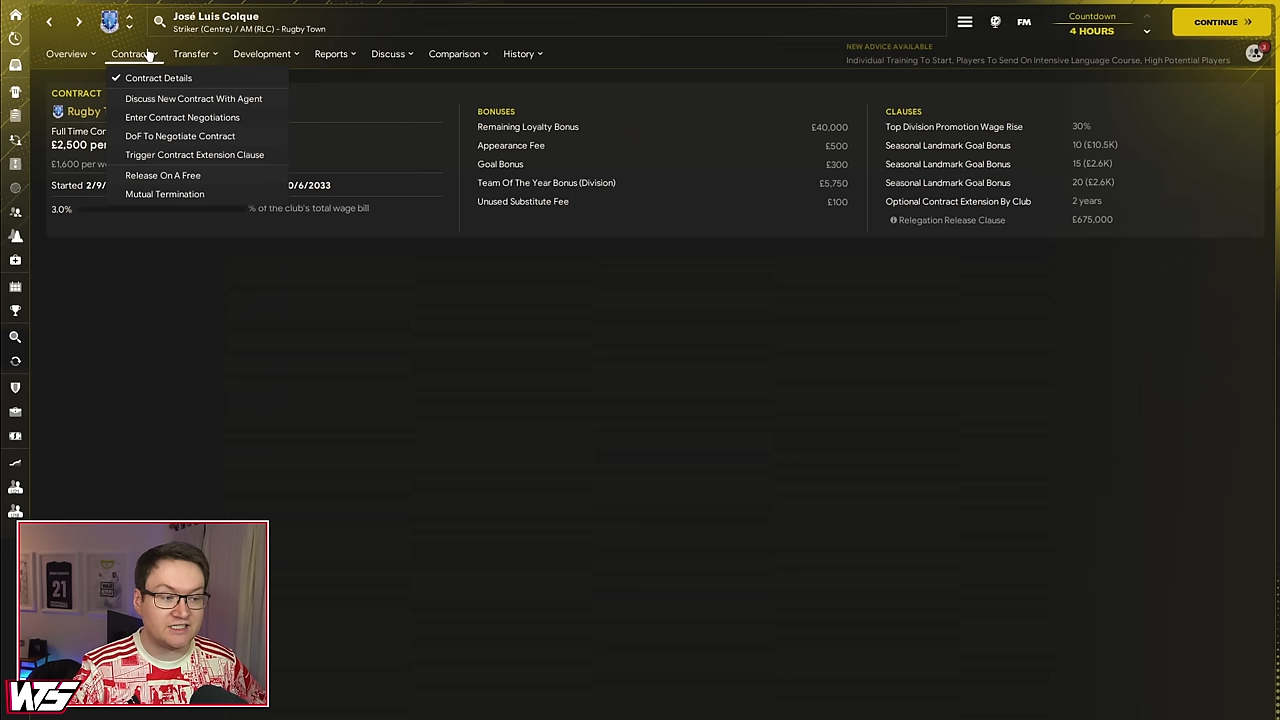 José Luis Colque
Striker (Centre) / AM (RLC) - Rugby Town
FM
Countdown
4 HOURS
CONTINUE
Overview
Contract
Transfer
Development
Reports
Discuss
Comparison
History
NEW ADVICE AVAILABLE
Individual Training To Start, Players To Send On Intensive Language Course, High Potential Players
3
Contract Details
Discuss New Contract With Agent
Enter Contract Negotiations
DoF To Negotiate Contract
Trigger Contract Extension Clause
Release On A Free
Mutual Termination
CONTRACT
Rugby T
Full Time Con
£2,500 per
£1,600 per w
Started 2/9/
0/6/2033
3.0%
% of the club's total wage bill
BONUSES
Remaining Loyalty Bonus £40,000
Appearance Fee £500
Goal Bonus £300
Team Of The Year Bonus (Division) £5,750
Unused Substitute Fee £100
CLAUSES
Top Division Promotion Wage Rise 30%
Seasonal Landmark Goal Bonus 10 (£10.5K)
Seasonal Landmark Goal Bonus 15 (£2.6K)
Seasonal Landmark Goal Bonus 20 (£2.6K)
Optional Contract Extension By Club 2 years
Relegation Release Clause £675,000
21
WTS